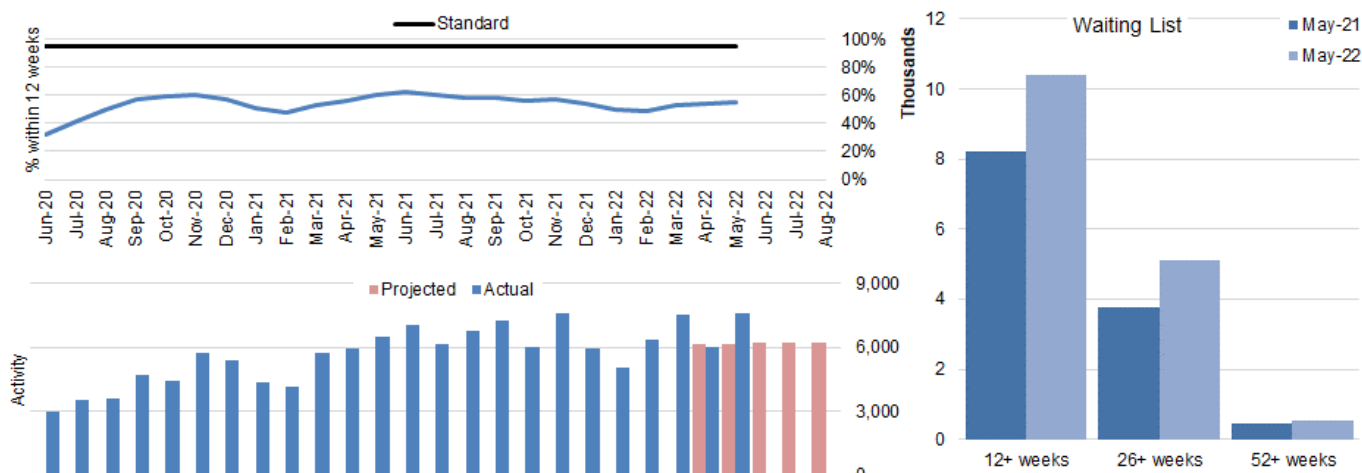 Standard
% within 12 weeks
100%
80%
60%
40%
20%
0%
Jun-20
Jul-20
Aug-20
Sep-20
Oct-20
Nov-20
Dec-20
Jan-21
Feb-21
Mar-21
Apr-21
May-21
Jun-21
Jul-21
Aug-21
Sep-21
Oct-21
Nov-21
Dec-21
Jan-22
Feb-22
Mar-22
Apr-22
May-22
Jun-22
Jul-22
Aug-22
Projected Actual
Activity
9,000
6,000
3,000
0
Waiting List
May-21
May-22
Thousands
12
10
8
6
4
2
0
12+ weeks 26+ weeks 52+ weeks